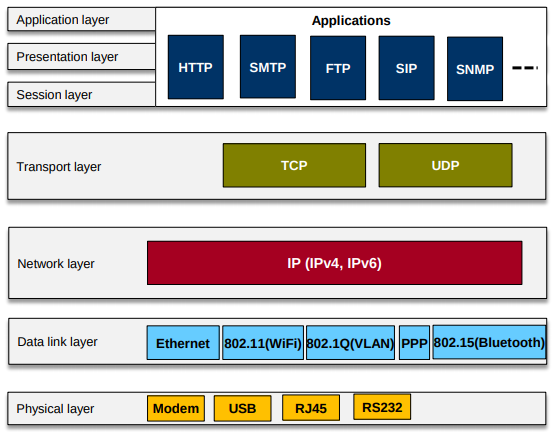 Application layer
Applications
Presentation layer
HTTP SMTP FTP SIP SNMP
Session layer
Transport layer
TCP UDP
Network layer
IP (IPv4, IPv6)
Data link layer
Ethernet 802.11(WiFi) 802.1Q(VLAN) PPP 802.15(Bluetooth)
Physical layer
Modem USB RJ45 RS232